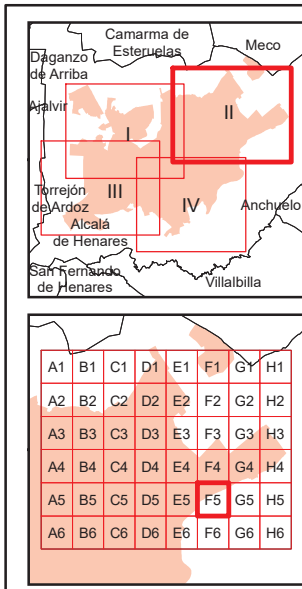 Camarma de
Esteruelas
Meco
Daganzo
de Arriba
Ajalvir
I
II
Torrejón
de Ardoz
III
IV
Anchuelo
Alcalá
de Henares
San Fernando
de Henares
Villalbilla
A1 B1 C1 D1 E1 F1 G1 H1
A2 B2 C2 D2 E2 F2 G2 H2
A3 B3 C3 D3 E3 F3 G3 H3
A4 B4 C4 D4 E4 F4 G4 H4
A5 B5 C5 D5 E5 F5 G5 H5
A6 B6 C6 D6 E6 F6 G6 H6